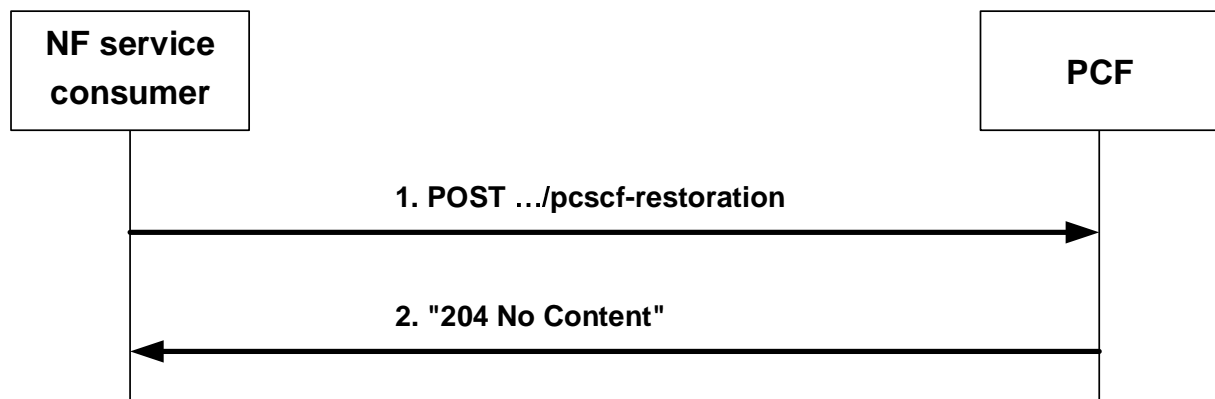 NF service
consumer
PCF
1. POST …/pcscf-restoration
2. "204 No Content"